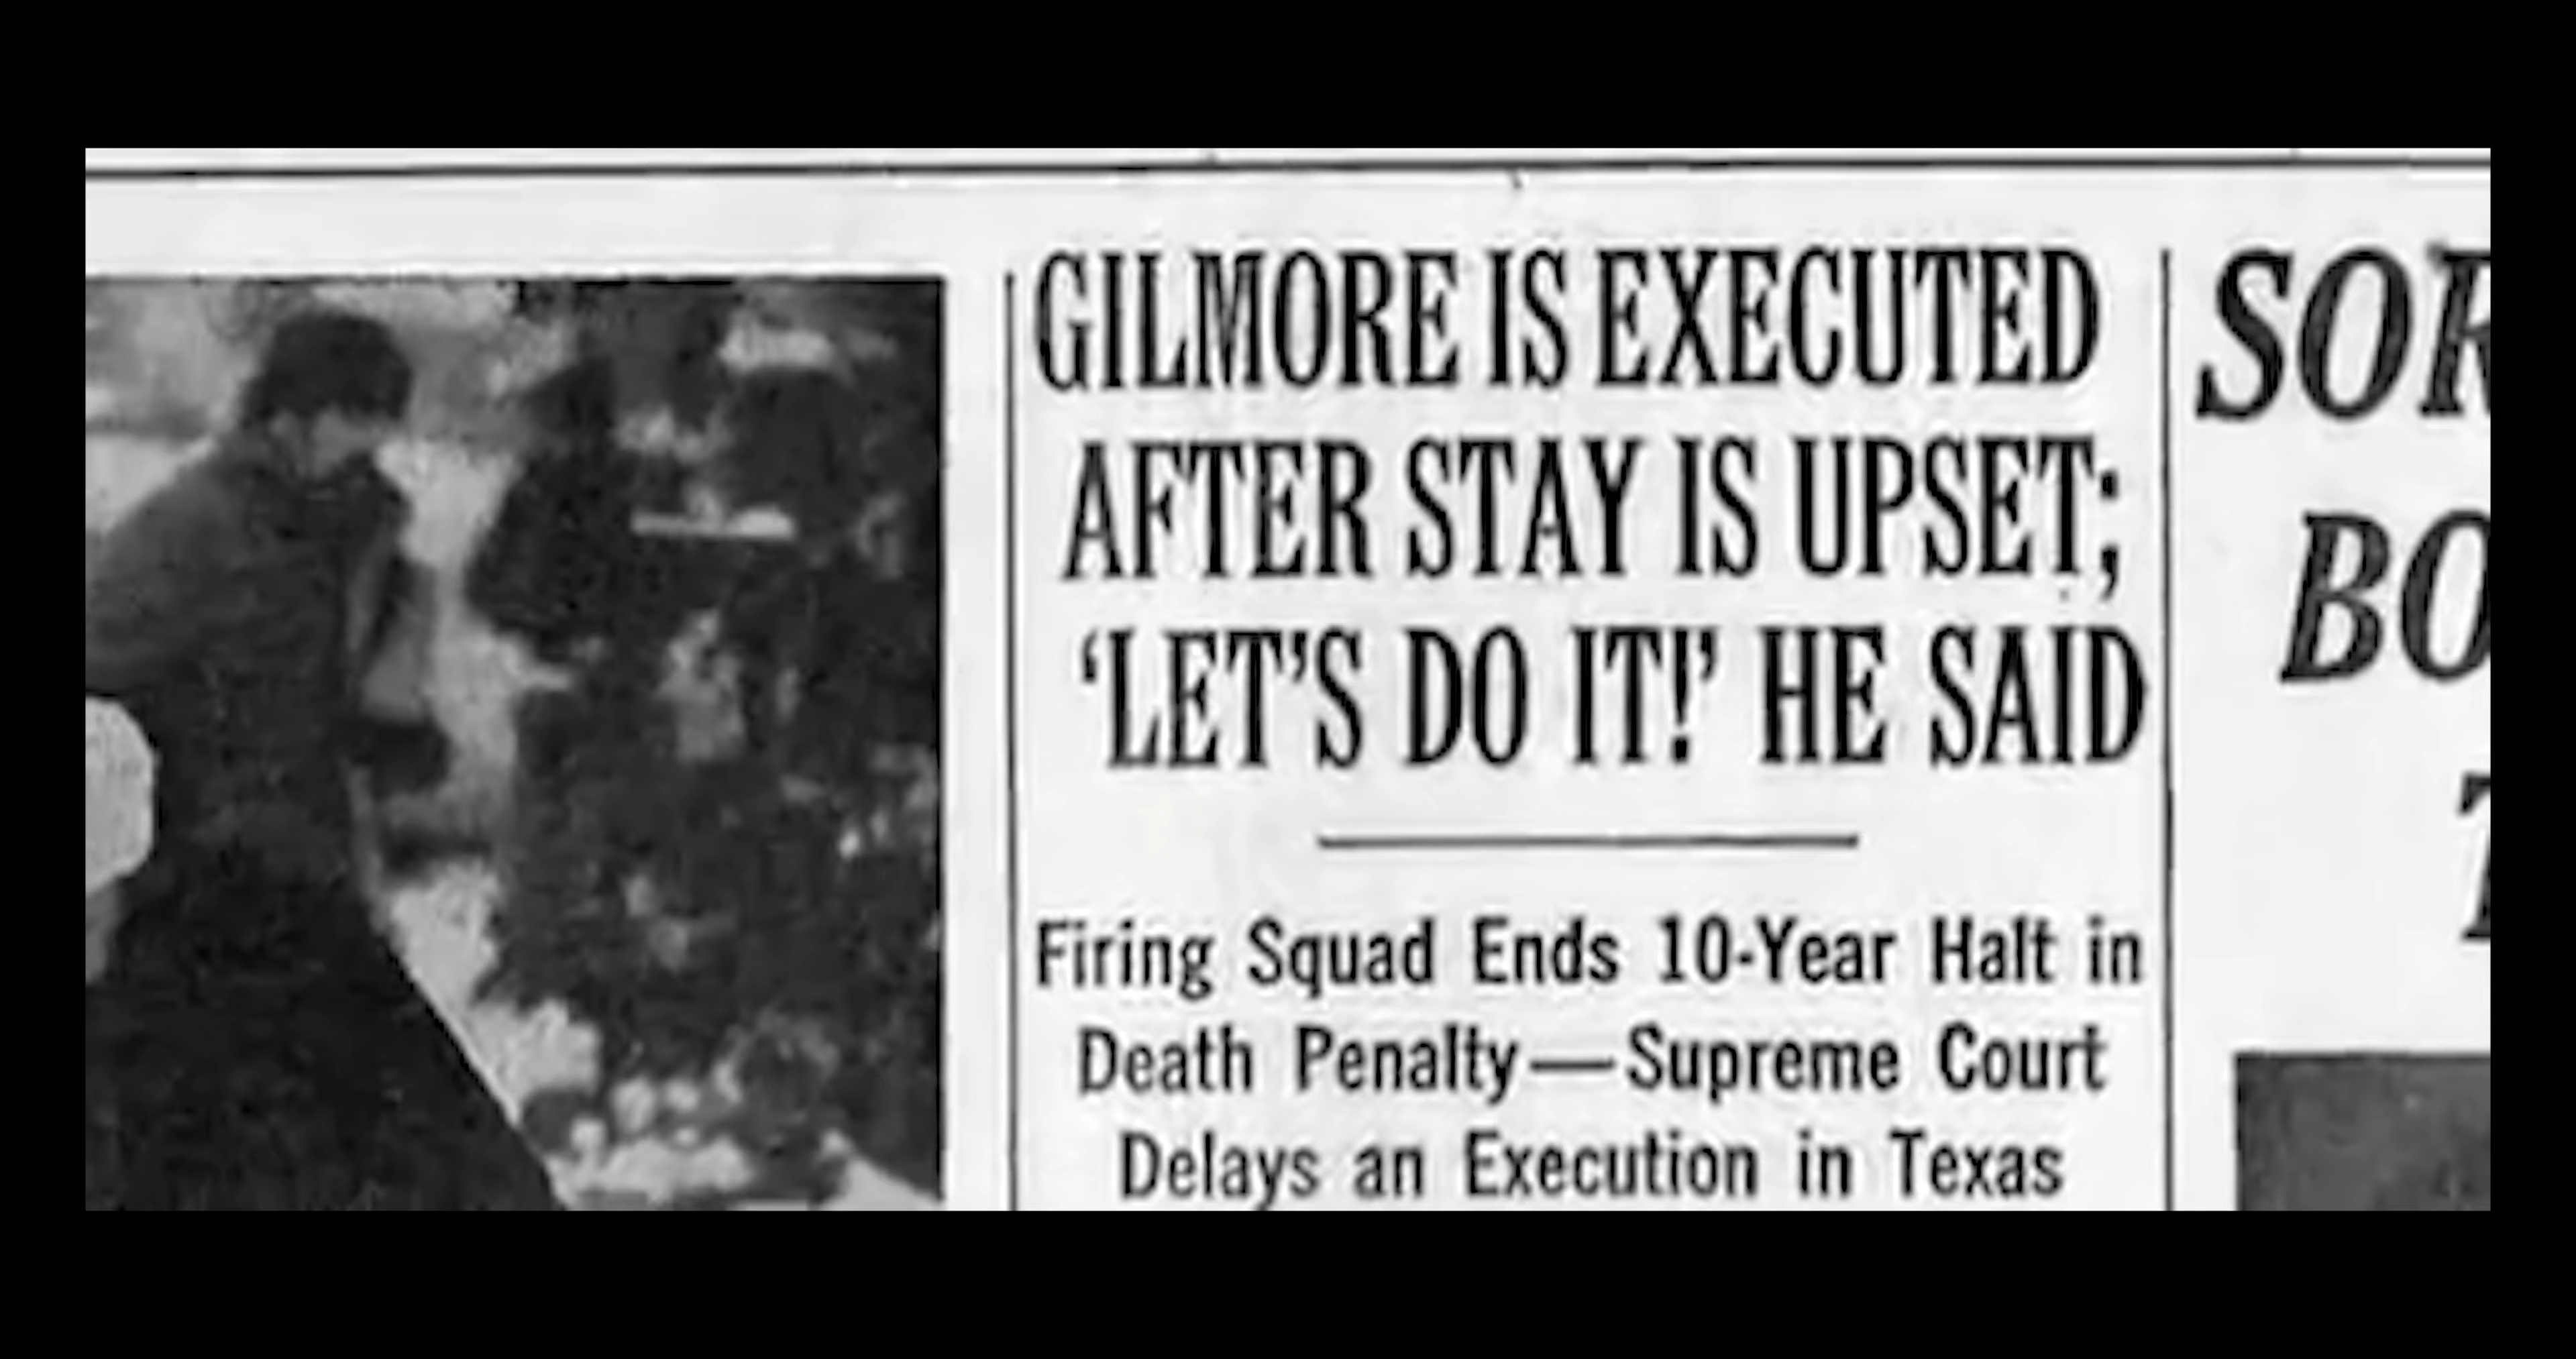 GILMORE IS EXECUTED
AFTER STAY IS UPSET;
‘LET’S DO IT!’ HE SAID
Firing Squad Ends 10-Year Halt in
Death Penalty—Supreme Court
Delays an Execution in Texas
BO